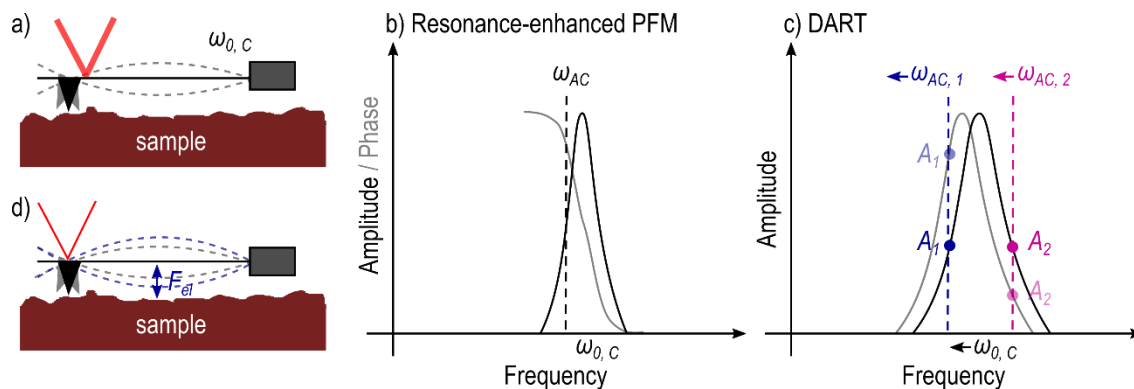 a)
ω0, C
sample
d)
Fel
sample
b) Resonance-enhanced PFM
ωAC
Amplitude / Phase
ω0, C
Frequency
c) DART
ωAC, 1
ωAC, 2
Amplitude
A1
A1
A2
A2
ω0, C
Frequency